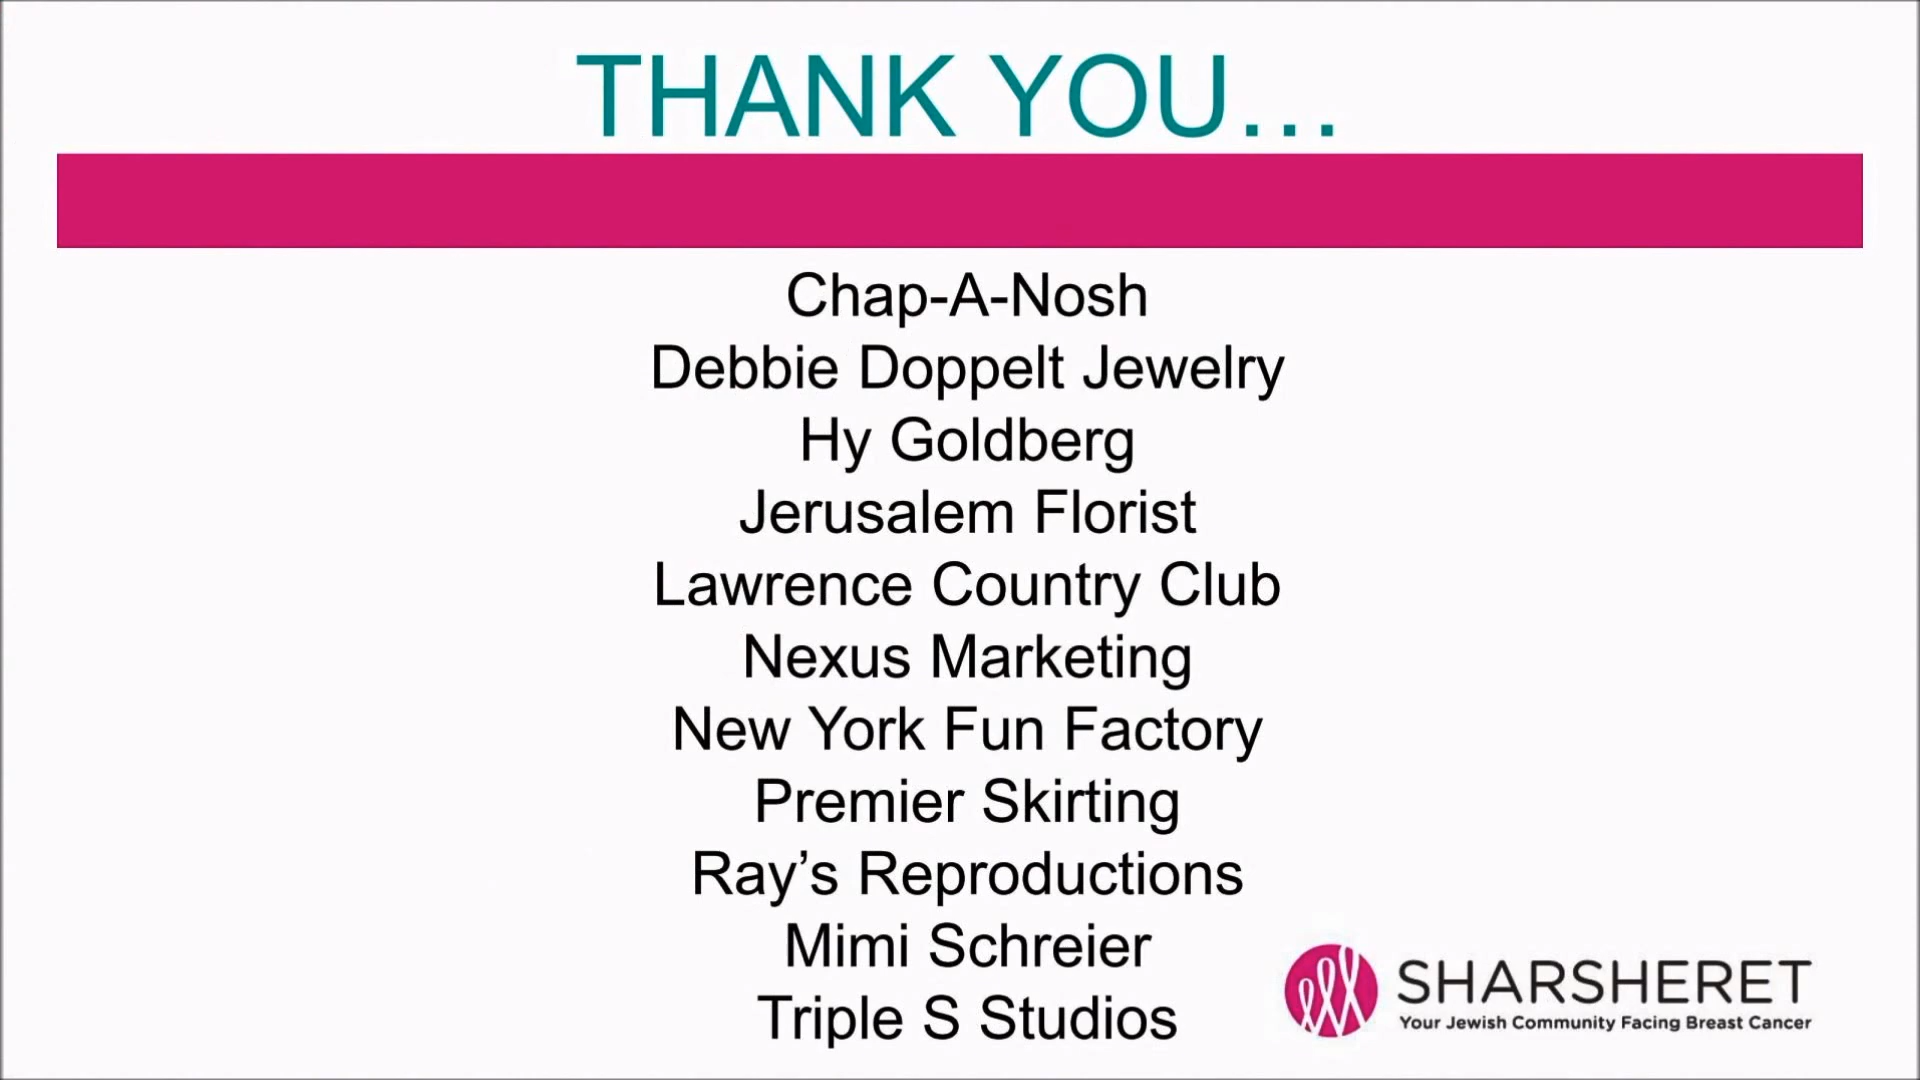 THANK YOU...
Chap-A-Nosh
Debbie Doppelt Jewelry
Hy Goldberg
Jerusalem Florist
Lawrence Country Club
Nexus Marketing
New York Fun Factory
Premier Skirting
Ray’s Reproductions
Mimi Schreier
Triple S Studios
SHARSHERET
Your Jewish Community Facing Breast Cancer